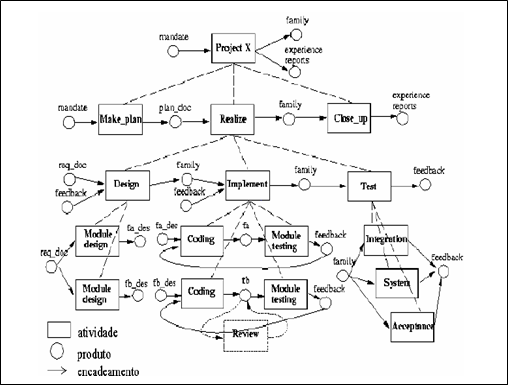 family
mandate
Project X
experience
reports
mandate
Make_plan
plan_doc
Realize
family
Close_up
experience
reports
req_doc
feedback
Design
family
feedback
Implement
family
Test
feedback
Module
design
fa_des
fa_des
Coding
fa
Module
testing
feedback
Integration
req_doc
Module
design
fb_des
fb_des
Coding
fb
Module
testing
feedback
family
System
feedback
Review
Acceptance
atividade
produto
encadeamento